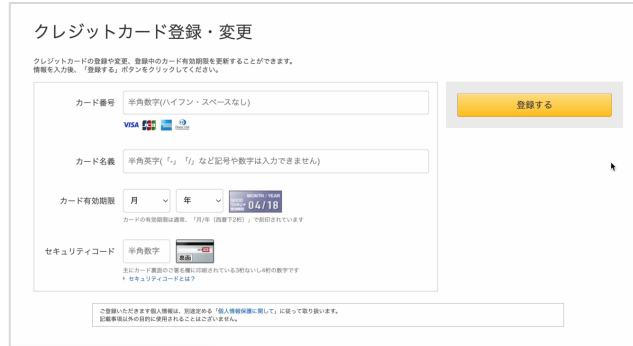 クレジットカード登録・変更
クレジットカードの登録や変更、登録中のカード有効期限を更新することができます。
情報を入力後、「登録する」ボタンをクリックしてください。
カード番号
半角数字(ハイフン・スペースなし)
登録する
VISA JCB
カード名義
半角英字(「-」「/」など記号や数字は入力できません)
カード有効期限
月
年
MONTH / YEAR
04/18
カードの有効期限は通常、「月/年（西暦下2桁）」で刻印されています
セキュリティコード
半角数字
裏面
主にカード裏面のご署名欄に印刷されている3桁ないし4桁の数字です
セキュリティコードとは？
ご登録いただきます個人情報は、別途定める「個人情報保護に関して」に従って取り扱います。
記載事項以外の目的に使用されることはございません。